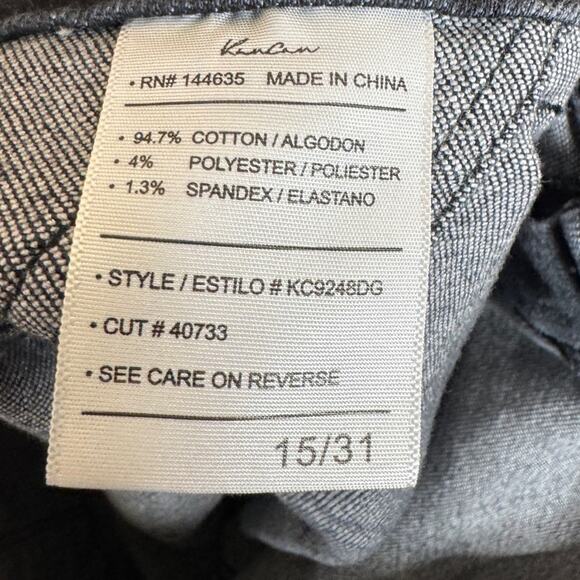 KanCan
• RN# 144635 MADE IN CHINA
• 94.7% COTTON / ALGODON
• 4% POLYESTER / POLIESTER
• 1.3% SPANDEX / ELASTANO
• STYLE / ESTILO # KC9248DG
• CUT # 40733
• SEE CARE ON REVERSE
15/31